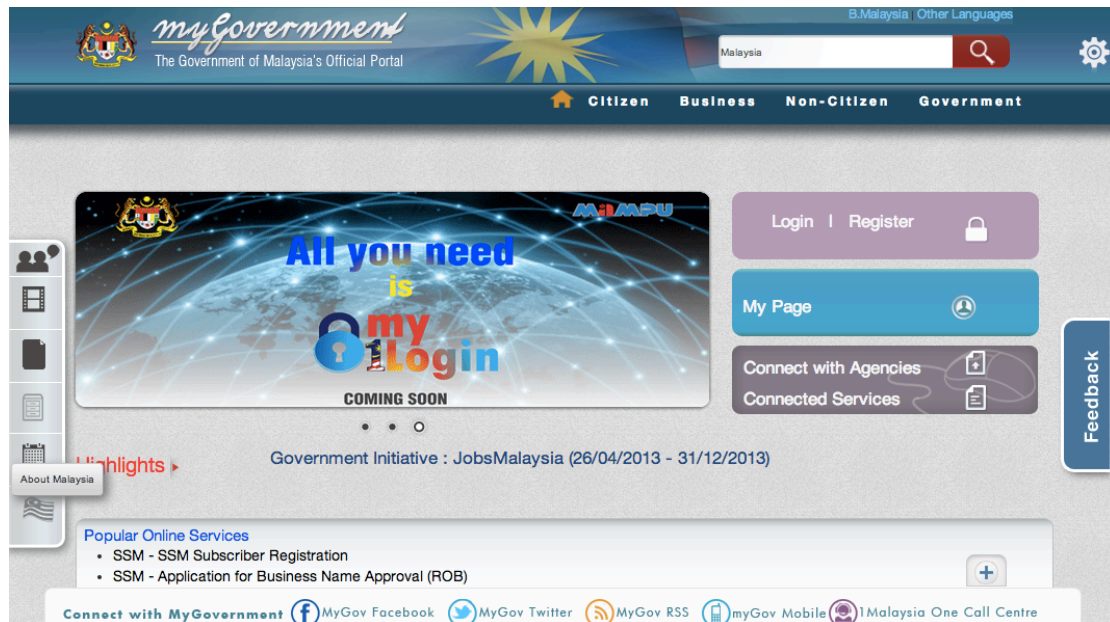 B.Malaysia | Other Languages
myGovernment
The Government of Malaysia's Official Portal
Malaysia
Citizen Business Non-Citizen Government
MAMPU
All you need
is
my
1Login
COMING SOON
Login | Register
My Page
Connect with Agencies
Connected Services
Feedback
Highlights
Government Initiative : JobsMalaysia (26/04/2013 - 31/12/2013)
About Malaysia
Popular Online Services
• SSM - SSM Subscriber Registration
• SSM - Application for Business Name Approval (ROB)
Connect with MyGovernment MyGov Facebook MyGov Twitter MyGov RSS myGov Mobile 1Malaysia One Call Centre